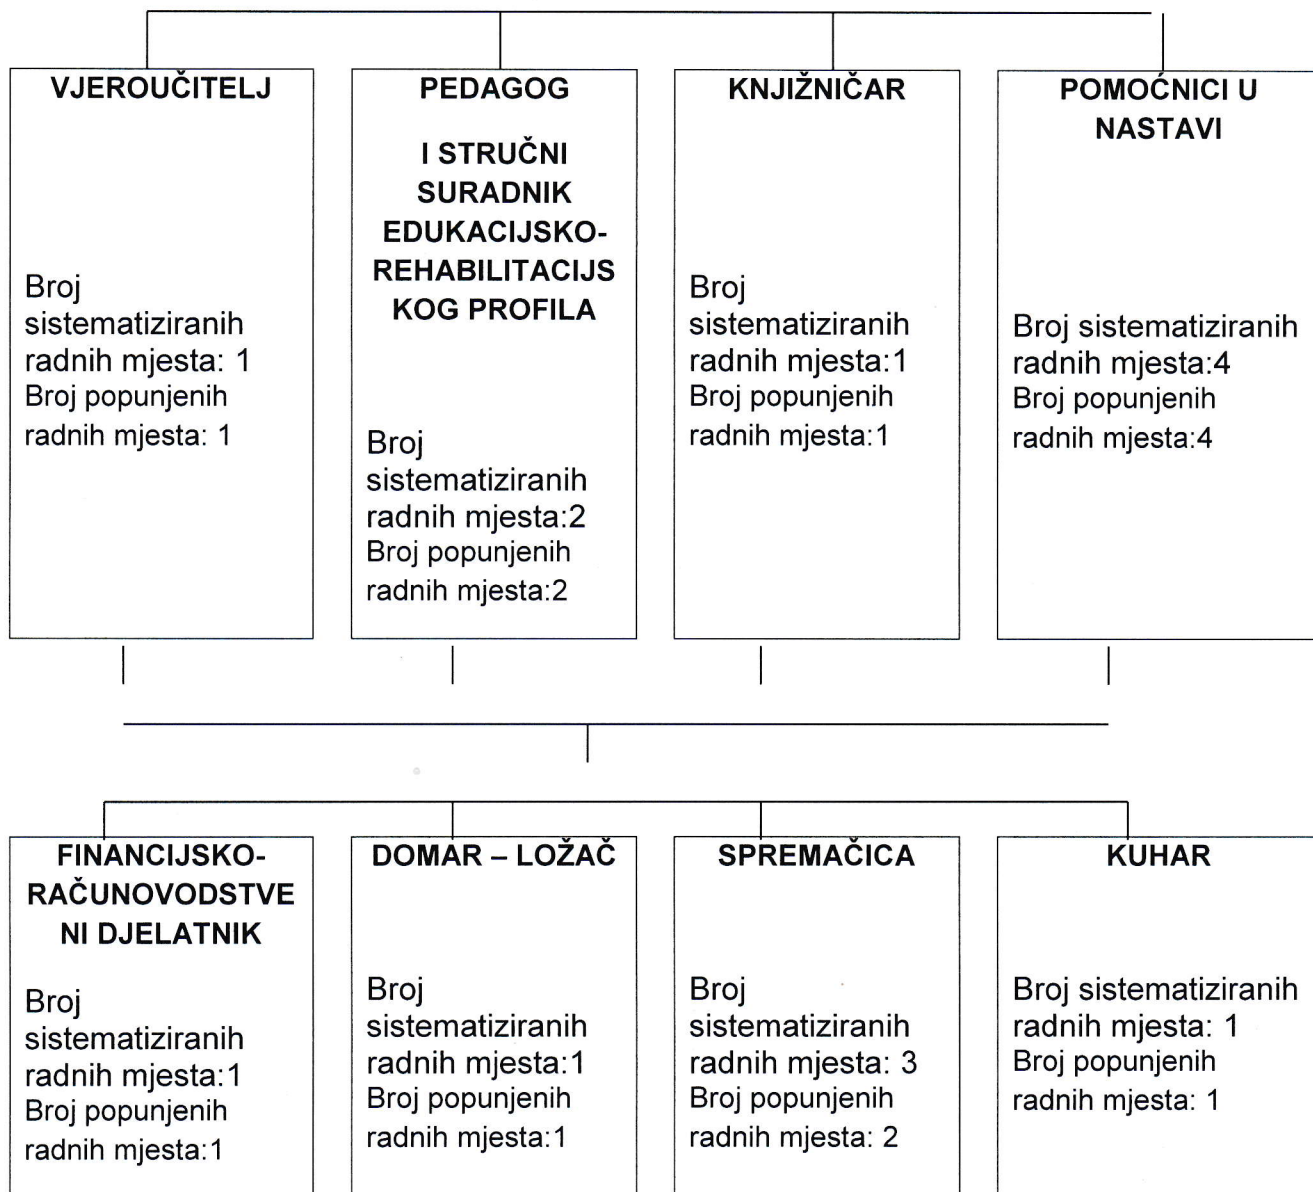 VJEROUČITELJ
Broj
sistematiziranih
radnih mjesta: 1
Broj popunjenih
radnih mjesta: 1
PEDAGOG
I STRUČNI
SURADNIK
EDUKACIJSKO-
REHABILITACIJS
KOG PROFILA
Broj
sistematiziranih
radnih mjesta:2
Broj popunjenih
radnih mjesta:2
KNJIŽNIČAR
Broj
sistematiziranih
radnih mjesta:1
Broj popunjenih
radnih mjesta:1
POMOĆNICI U
NASTAVI
Broj sistematiziranih
radnih mjesta:4
Broj popunjenih
radnih mjesta:4
FINANCIJSKO-
RAČUNOVODSTVE
NI DJELATNIK
Broj
sistematiziranih
radnih mjesta:1
Broj popunjenih
radnih mjesta:1
DOMAR – LOŽAČ
Broj
sistematiziranih
radnih mjesta:1
Broj popunjenih
radnih mjesta:1
SPREMAČICA
Broj
sistematiziranih
radnih mjesta: 3
Broj popunjenih
radnih mjesta: 2
KUHAR
Broj sistematiziranih
radnih mjesta: 1
Broj popunjenih
radnih mjesta: 1